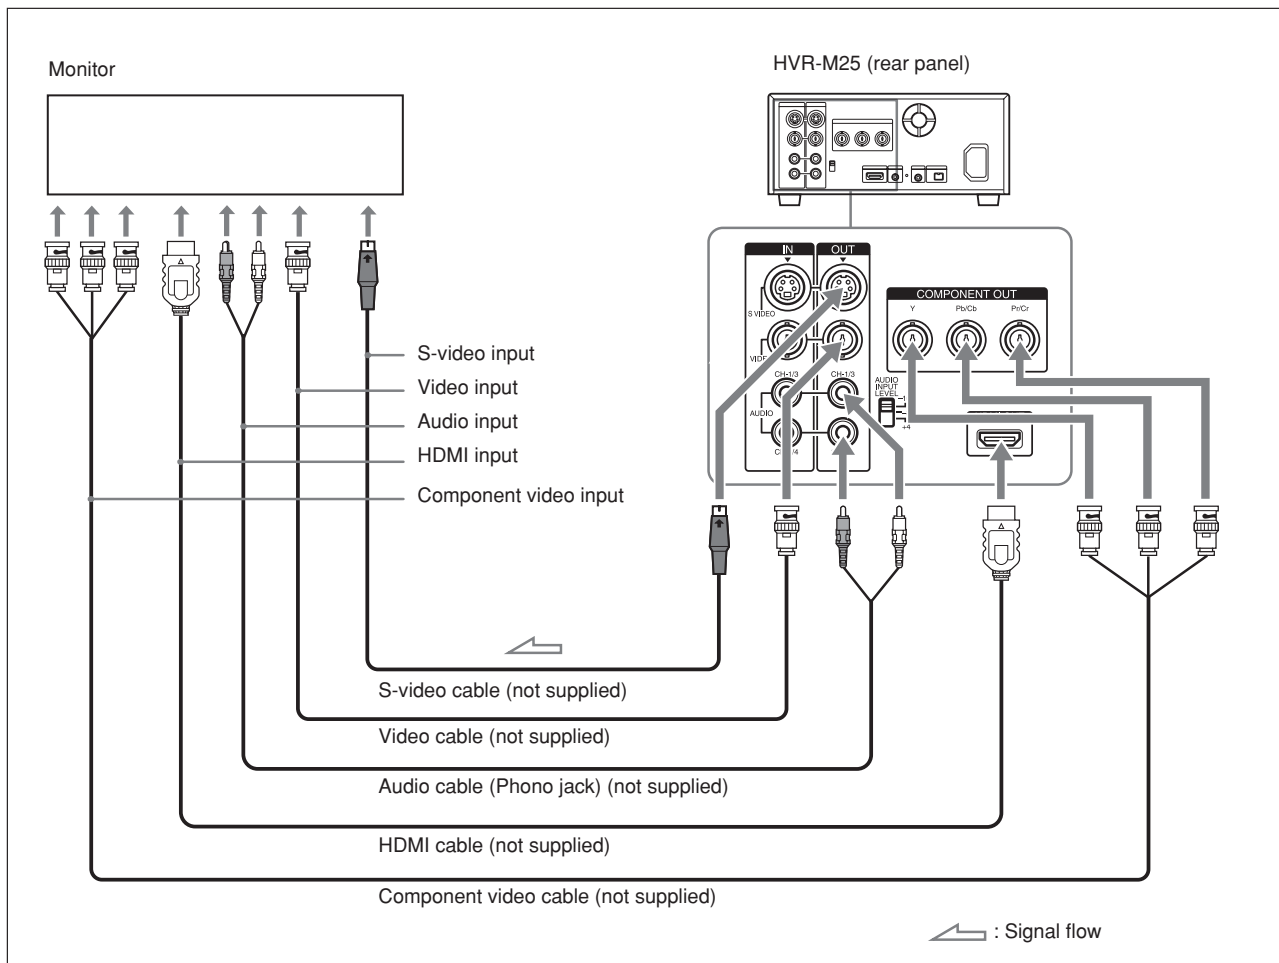 Monitor
HVR-M25 (rear panel)
IN
OUT
S VIDEO
COMPONENT OUT
Y
Pb/Cb
Pr/Cr
CH-1/3
CH-1/3
AUDIO
INPUT
LEVEL
AUDIO
+4
S-video input
Video input
Audio input
HDMI input
Component video input
S-video cable (not supplied)
Video cable (not supplied)
Audio cable (Phono jack) (not supplied)
HDMI cable (not supplied)
Component video cable (not supplied)
: Signal flow